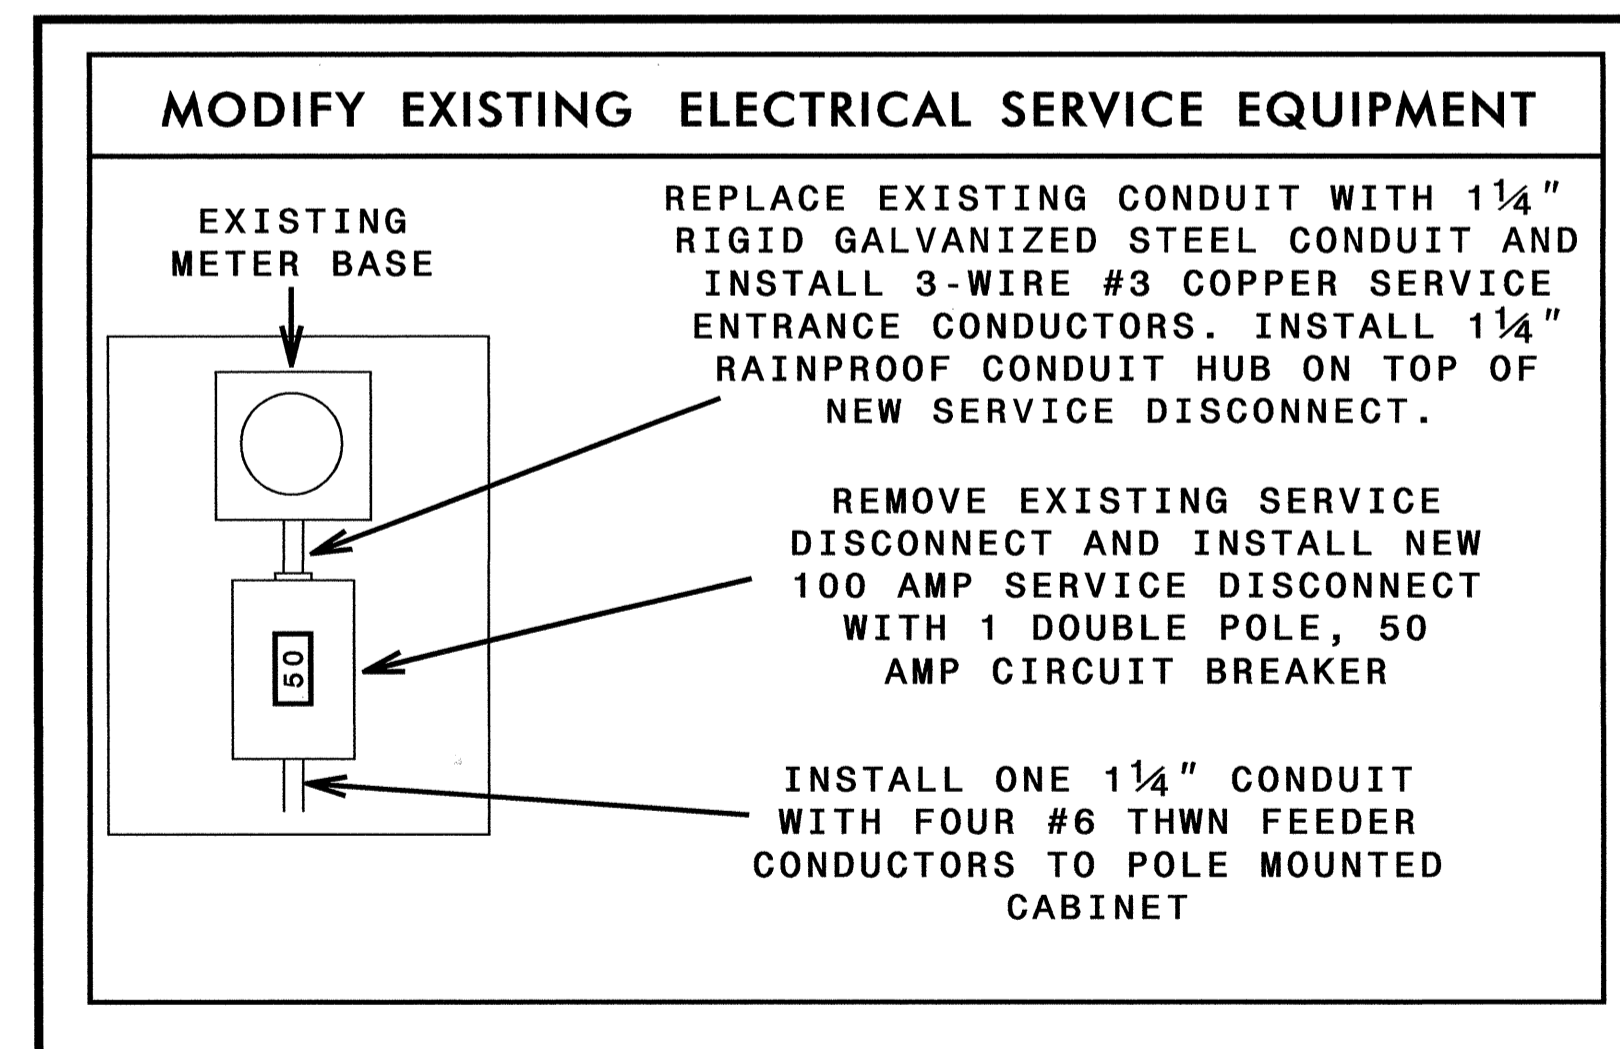 MODIFY EXISTING ELECTRICAL SERVICE EQUIPMENT
EXISTING
METER BASE
REPLACE EXISTING CONDUIT WITH 1¼"
RIGID GALVANIZED STEEL CONDUIT AND
INSTALL 3-WIRE #3 COPPER SERVICE
ENTRANCE CONDUCTORS. INSTALL 1¼"
RAINPROOF CONDUIT HUB ON TOP OF
NEW SERVICE DISCONNECT.
REMOVE EXISTING SERVICE
DISCONNECT AND INSTALL NEW
100 AMP SERVICE DISCONNECT
WITH 1 DOUBLE POLE, 50
AMP CIRCUIT BREAKER
50
INSTALL ONE 1¼" CONDUIT
WITH FOUR #6 THWN FEEDER
CONDUCTORS TO POLE MOUNTED
CABINET